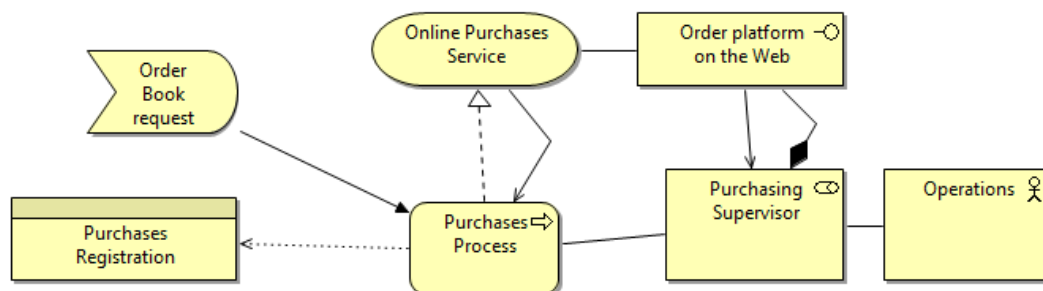 Online Purchases
Service
Order platform
on the Web
Order
Book
request
Purchasing
Supervisor
Operations
Purchases
Process
Purchases
Registration